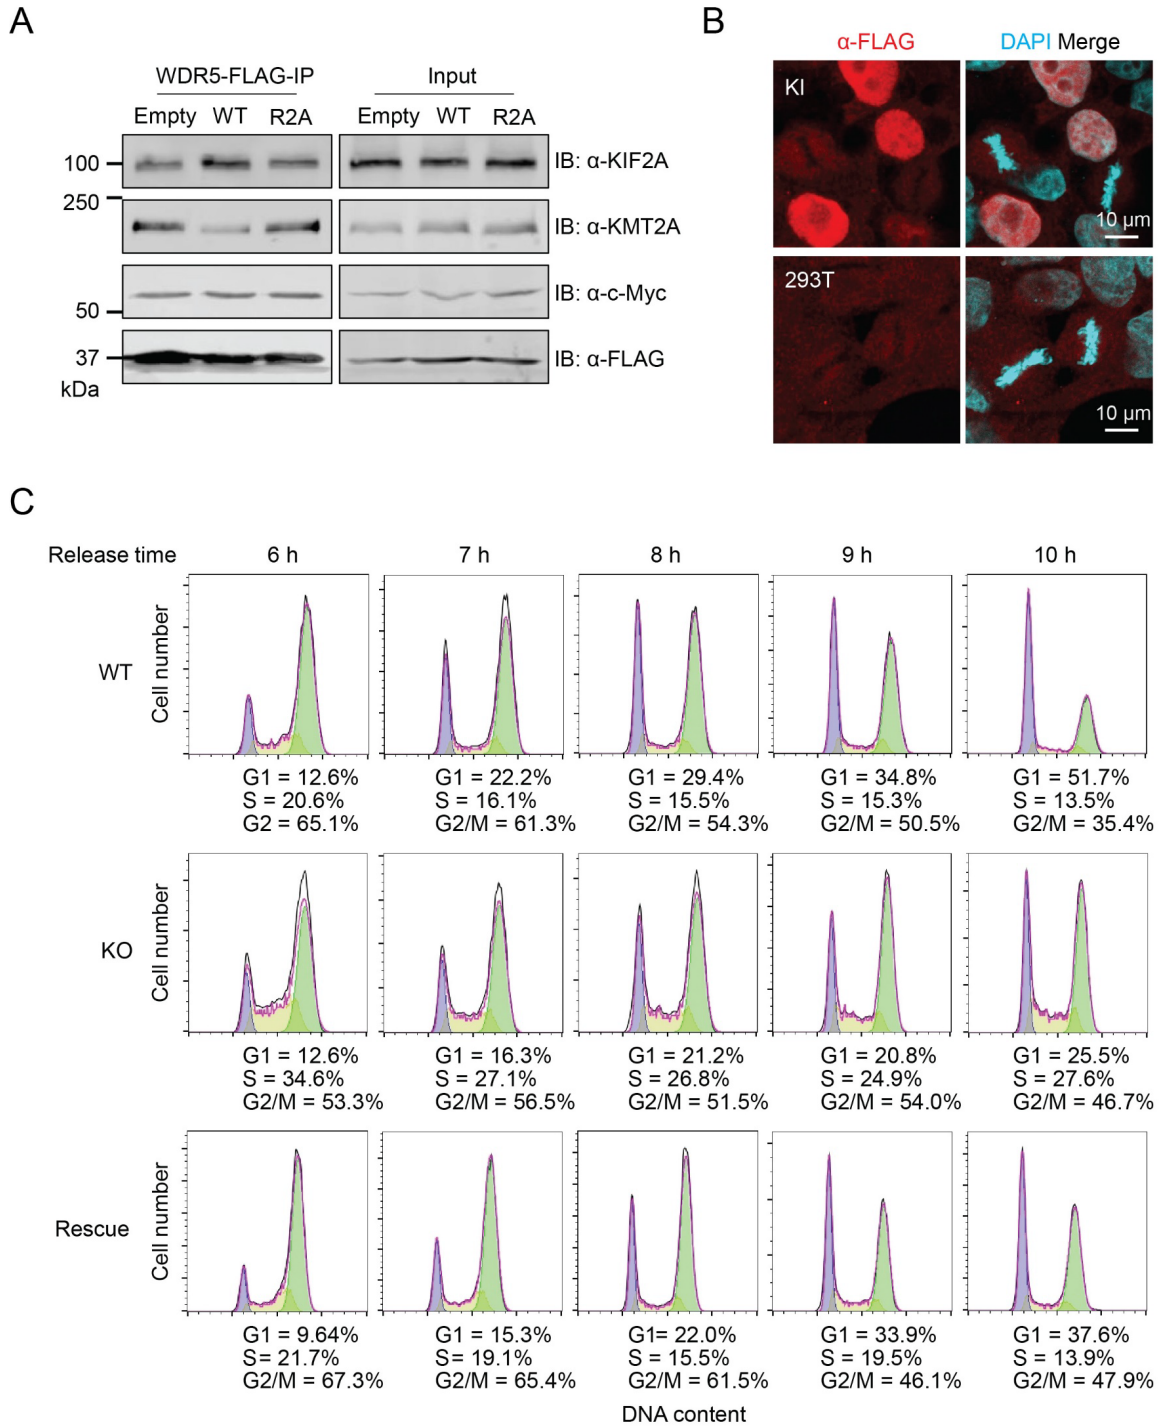 A
WDR5-FLAG-IP Input
Empty WT R2A Empty WT R2A
100 IB: α-KIF2A
250
IB: α-KMT2A
IB: α-c-Myc
50
37 IB: α-FLAG
kDa
B
α-FLAG DAPI Merge
KI
10 µm
293T
10 µm
C
Release time 6 h 7 h 8 h 9 h 10 h
WT
Cell number
G1 = 12.6% G1 = 22.2% G1 = 29.4% G1 = 34.8% G1 = 51.7%
S = 20.6% S = 16.1% S = 15.5% S = 15.3% S = 13.5%
G2 = 65.1% G2/M = 61.3% G2/M = 54.3% G2/M = 50.5% G2/M = 35.4%
KO
Cell number
G1 = 12.6% G1 = 16.3% G1 = 21.2% G1 = 20.8% G1 = 25.5%
S = 34.6% S = 27.1% S = 26.8% S = 24.9% S = 27.6%
G2/M = 53.3% G2/M = 56.5% G2/M = 51.5% G2/M = 54.0% G2/M = 46.7%
Rescue
Cell number
G1 = 9.64% G1 = 15.3% G1= 22.0% G1 = 33.9% G1 = 37.6%
S= 21.7% S= 19.1% S= 15.5% S = 19.5% S = 13.9%
G2/M = 67.3% G2/M = 65.4% G2/M = 61.5% G2/M = 46.1% G2/M = 47.9%
DNA content